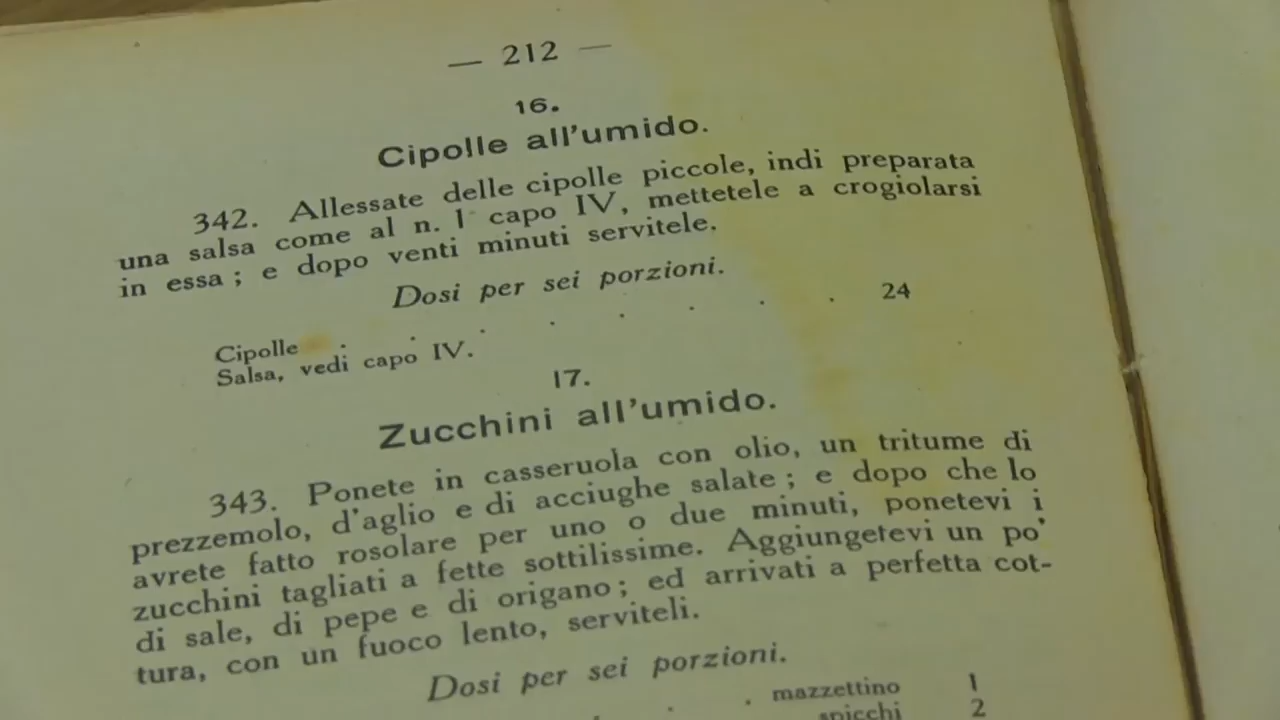 — 212 —
16.
Cipolle all'umido.
342. Allessate delle cipolle piccole, indi preparata
una salsa come al n. 1 capo IV, mettetele a crogiolarsi
in essa ; e dopo venti minuti servitele.
Dosi per sei porzioni.
Cipolle . . . . . . . . 24
Salsa, vedi capo IV.
17.
Zucchini all'umido.
343. Ponete in casseruola con olio, un tritume di
prezzemolo, d'aglio e di acciughe salate ; e dopo che lo
avrete fatto rosolare per uno o due minuti, ponetevi i
zucchini tagliati a fette sottilissime. Aggiungetevi un po'
di sale, di pepe e di origano ; ed arrivati a perfetta cot-
tura, con un fuoco lento, serviteli.
Dosi per sei porzioni.
. . . mazzettino 1
spicchi 2